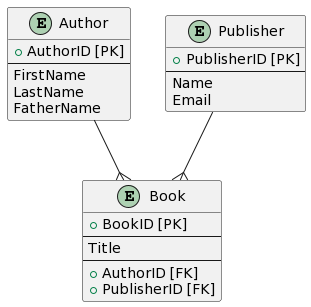 E Author
AuthorID [PK]
FirstName
LastName
FatherName
E Publisher
PublisherID [PK]
Name
Email
E Book
BookID [PK]
Title
AuthorID [FK]
PublisherID [FK]